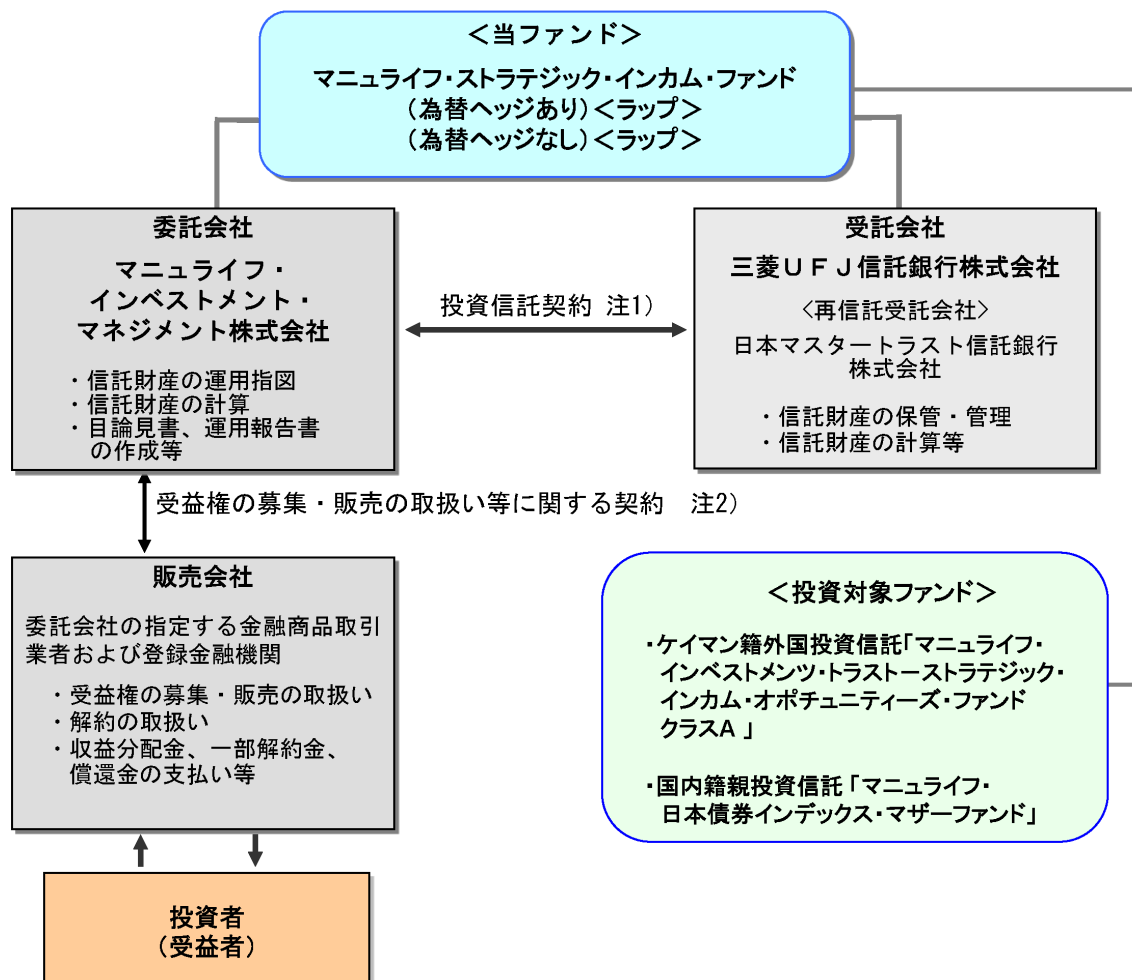 ＜当ファンド＞
マニュライフ・ストラテジック・インカム・ファンド
（為替ヘッジあり）＜ラップ＞
（為替ヘッジなし）＜ラップ＞
委託会社
マニュライフ・
インベストメント・
マネジメント株式会社
・信託財産の運用指図
・信託財産の計算
・目論見書、運用報告書
の作成等
投資信託契約 注1）
受託会社
三菱ＵＦＪ信託銀行株式会社
〈再信託受託会社〉
日本マスタートラスト信託銀行
株式会社
・信託財産の保管・管理
・信託財産の計算等
受益権の募集・販売の取扱い等に関する契約　注2）
販売会社
委託会社の指定する金融商品取引
業者および登録金融機関
・受益権の募集・販売の取扱い
・解約の取扱い
・収益分配金、一部解約金、
償還金の支払い等
＜投資対象ファンド＞
・ケイマン籍外国投資信託「マニュライフ・
インベストメンツ・トラストーストラテジック・
インカム・オポチュニティーズ・ファンド
クラスA 」
・国内籍親投資信託「マニュライフ・
日本債券インデックス・マザーファンド」
投資者
（受益者）